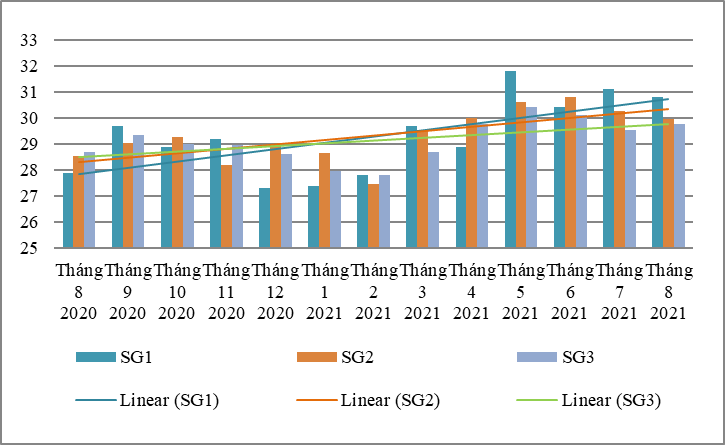 33
32
31
30
29
28
27
26
25
Tháng Tháng Tháng Tháng Tháng Tháng Tháng Tháng Tháng Tháng Tháng Tháng Tháng
8 9 10 11 12 1 2 3 4 5 6 7 8
2020 2020 2020 2020 2020 2021 2021 2021 2021 2021 2021 2021 2021
SG1 SG2 SG3
Linear (SG1) Linear (SG2) Linear (SG3)